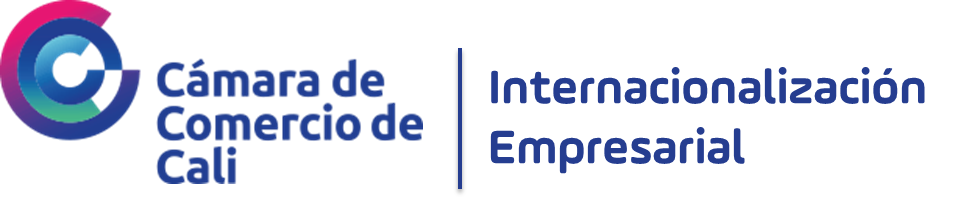 Cámara de
Comercio de
Cali
Internacionalización
Empresarial